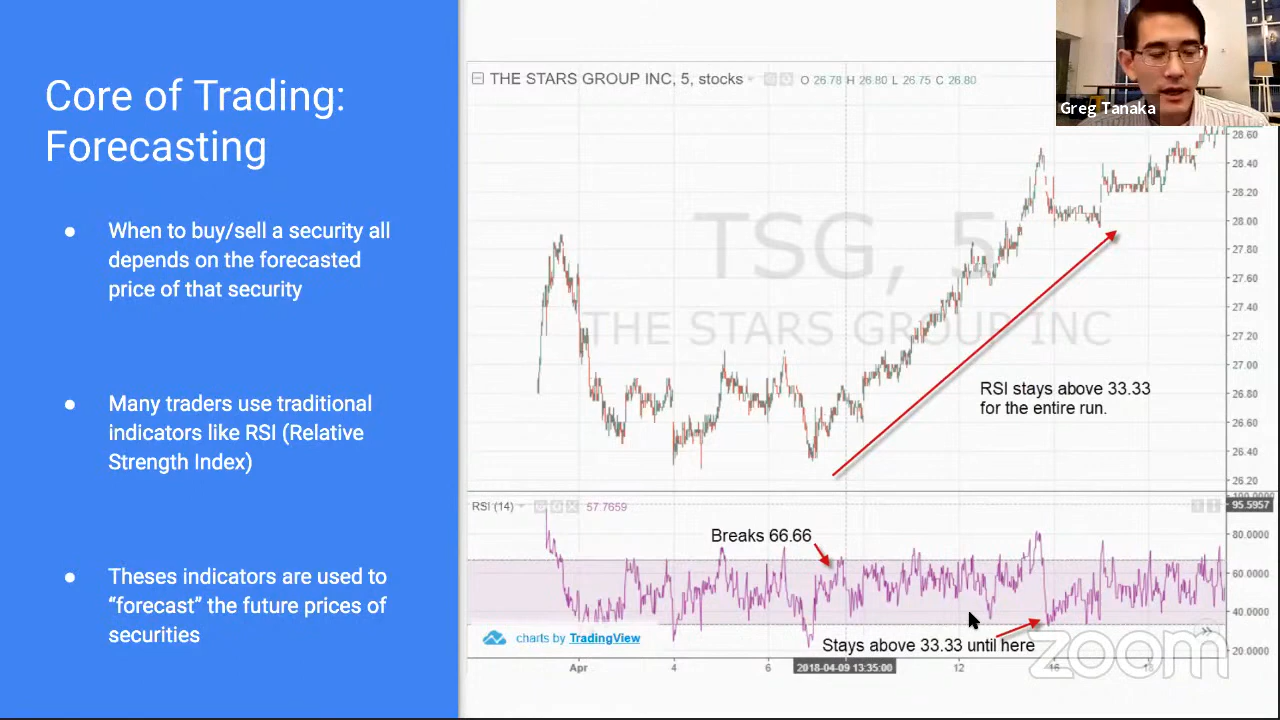 Core of Trading:
Forecasting
● When to buy/sell a security all
depends on the forecasted
price of that security
● Many traders use traditional
indicators like RSI (Relative
Strength Index)
● Theses indicators are used to
“forecast” the future prices of
securities
THE STARS GROUP INC, 5, stocks O 26.78 H 26.80 L 26.75 C 26.80
Greg Tanaka
TSG, 5
THE STARS GROUP INC
28.60
28.40
28.20
28.00
27.80
27.60
27.40
27.20
27.00
26.80
26.60
26.40
26.20
RSI stays above 33.33
for the entire run.
RSI (14) 57.7659
100.0000
95.5957
80.0000
60.0000
40.0000
20.0000
Breaks 66.66
Stays above 33.33 until here
charts by TradingView
Apr 4 6 2018-04-09 13:35:00 12 16 18
zoom